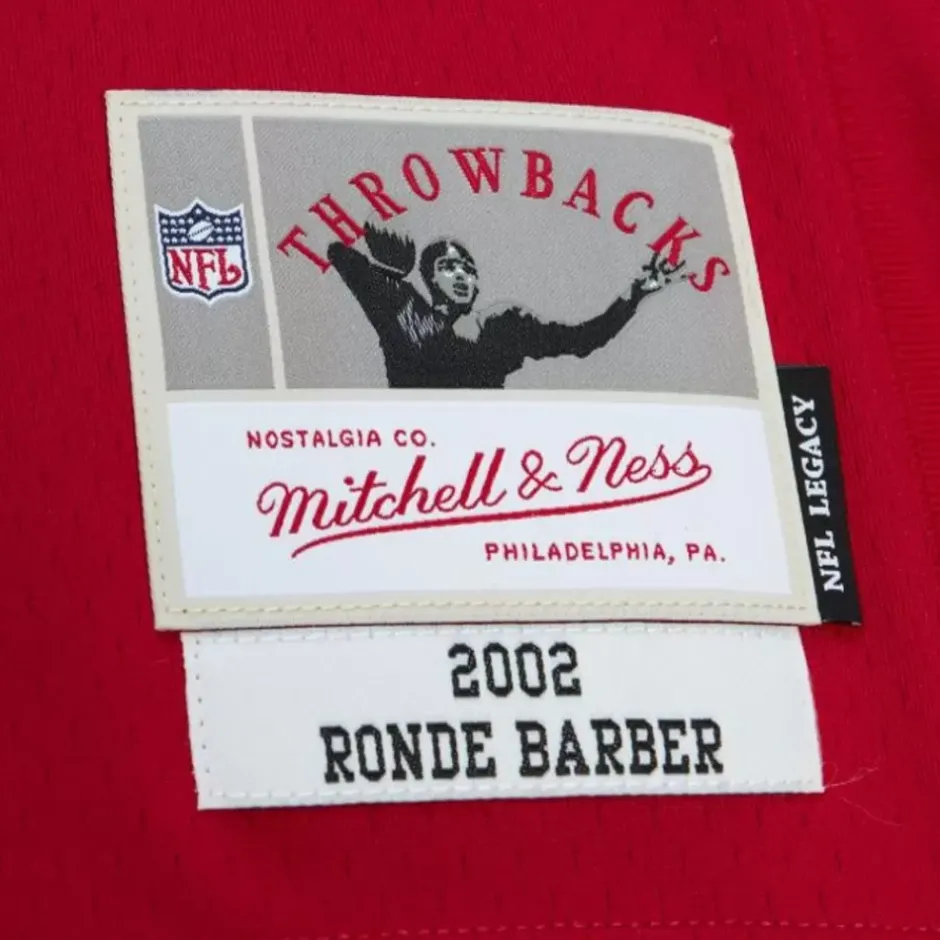 THROWBACKS
NFL
NOSTALGIA CO.
Mitchell & Ness
PHILADELPHIA, PA.
NFL LEGACY
2002
RONDE BARBER